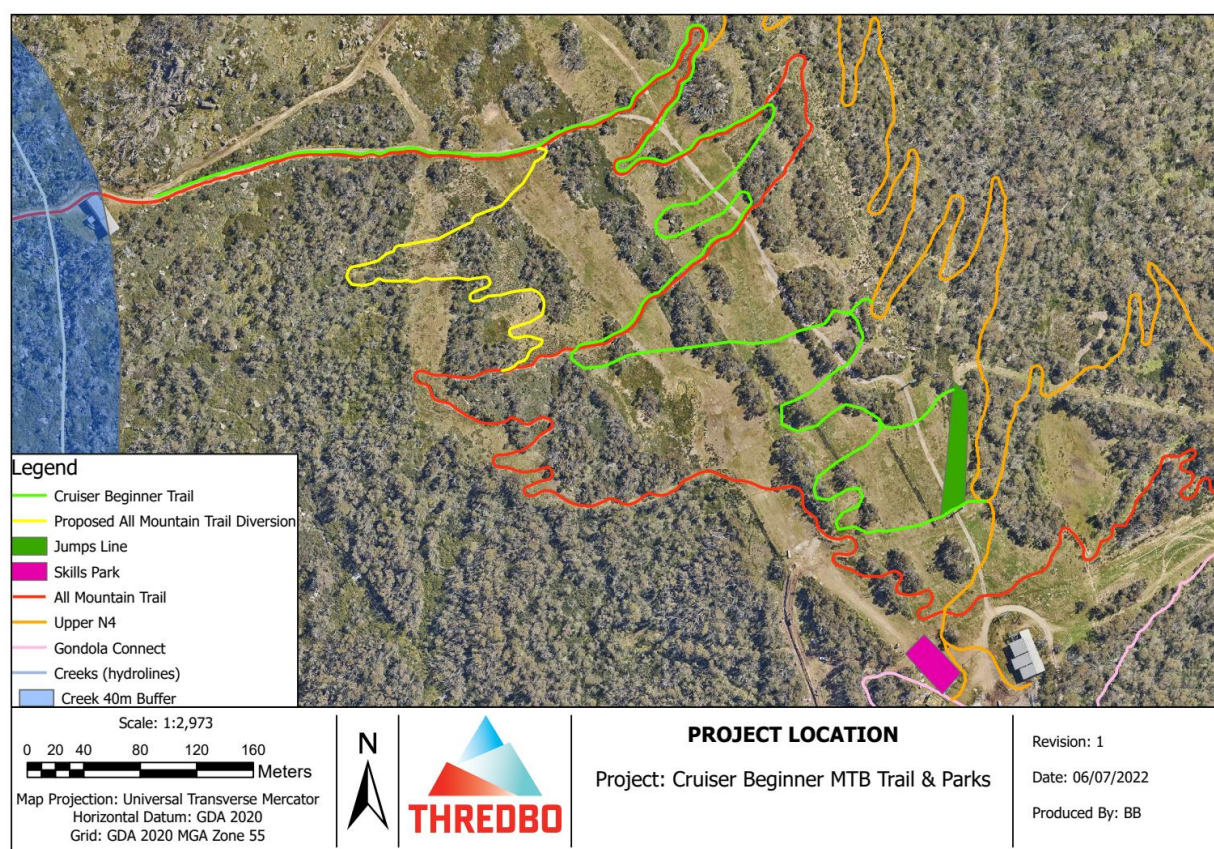 Legend
Cruiser Beginner Trail
Proposed All Mountain Trail Diversion
Jumps Line
Skills Park
All Mountain Trail
Upper N4
Gondola Connect
Creeks (hydrolines)
Creek 40m Buffer
Scale: 1:2,973
0 20 40 80 120 160
Meters
Map Projection: Universal Transverse Mercator
Horizontal Datum: GDA 2020
Grid: GDA 2020 MGA Zone 55
N
THREDBO
PROJECT LOCATION
Project: Cruiser Beginner MTB Trail & Parks
Revision: 1
Date: 06/07/2022
Produced By: BB